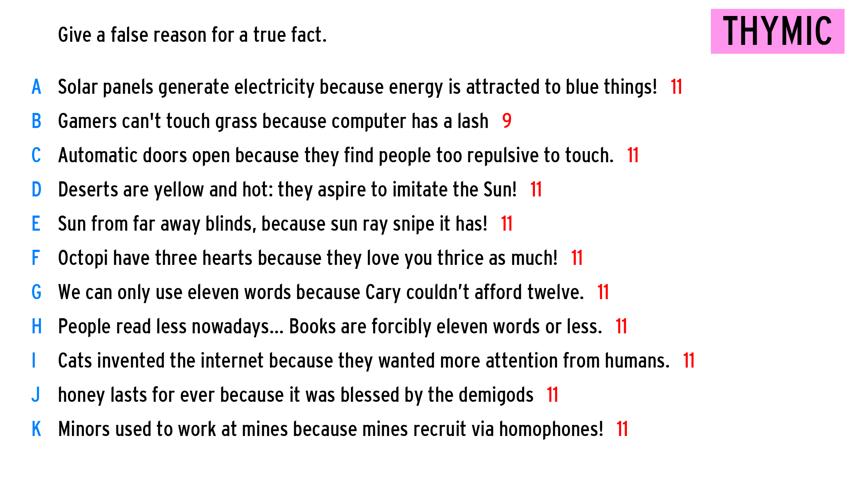 Give a false reason for a true fact.
THYMIC
A Solar panels generate electricity because energy is attracted to blue things! 11
B Gamers can't touch grass because computer has a lash 9
C Automatic doors open because they find people too repulsive to touch. 11
D Deserts are yellow and hot: they aspire to imitate the Sun! 11
E Sun from far away blinds, because sun ray snipe it has! 11
F Octopi have three hearts because they love you thrice as much! 11
G We can only use eleven words because Cary couldn’t afford twelve. 11
H People read less nowadays... Books are forcibly eleven words or less. 11
I Cats invented the internet because they wanted more attention from humans. 11
J honey lasts for ever because it was blessed by the demigods 11
K Minors used to work at mines because mines recruit via homophones! 11